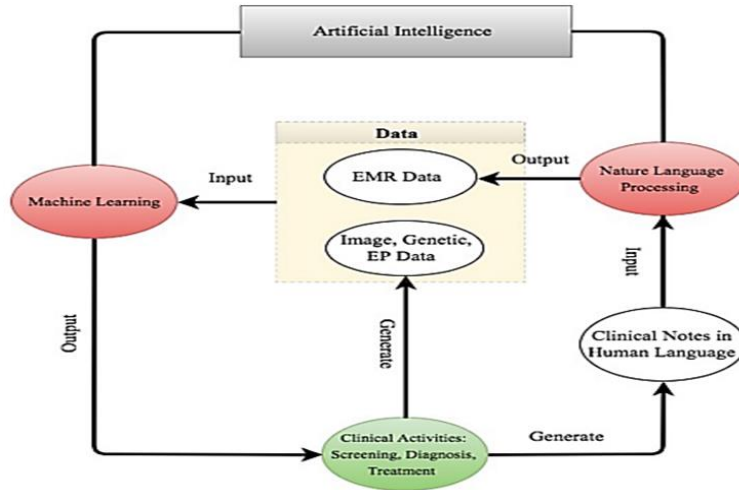 Artificial Intelligence
Data
Output
EMR Data
Nature Language
Processing
Input
Machine Learning
Image, Genetic,
EP Data
Input
Output
Generate
Clinical Notes in
Human Language
Clinical Activities:
Screening, Diagnosis,
Treatment
Generate